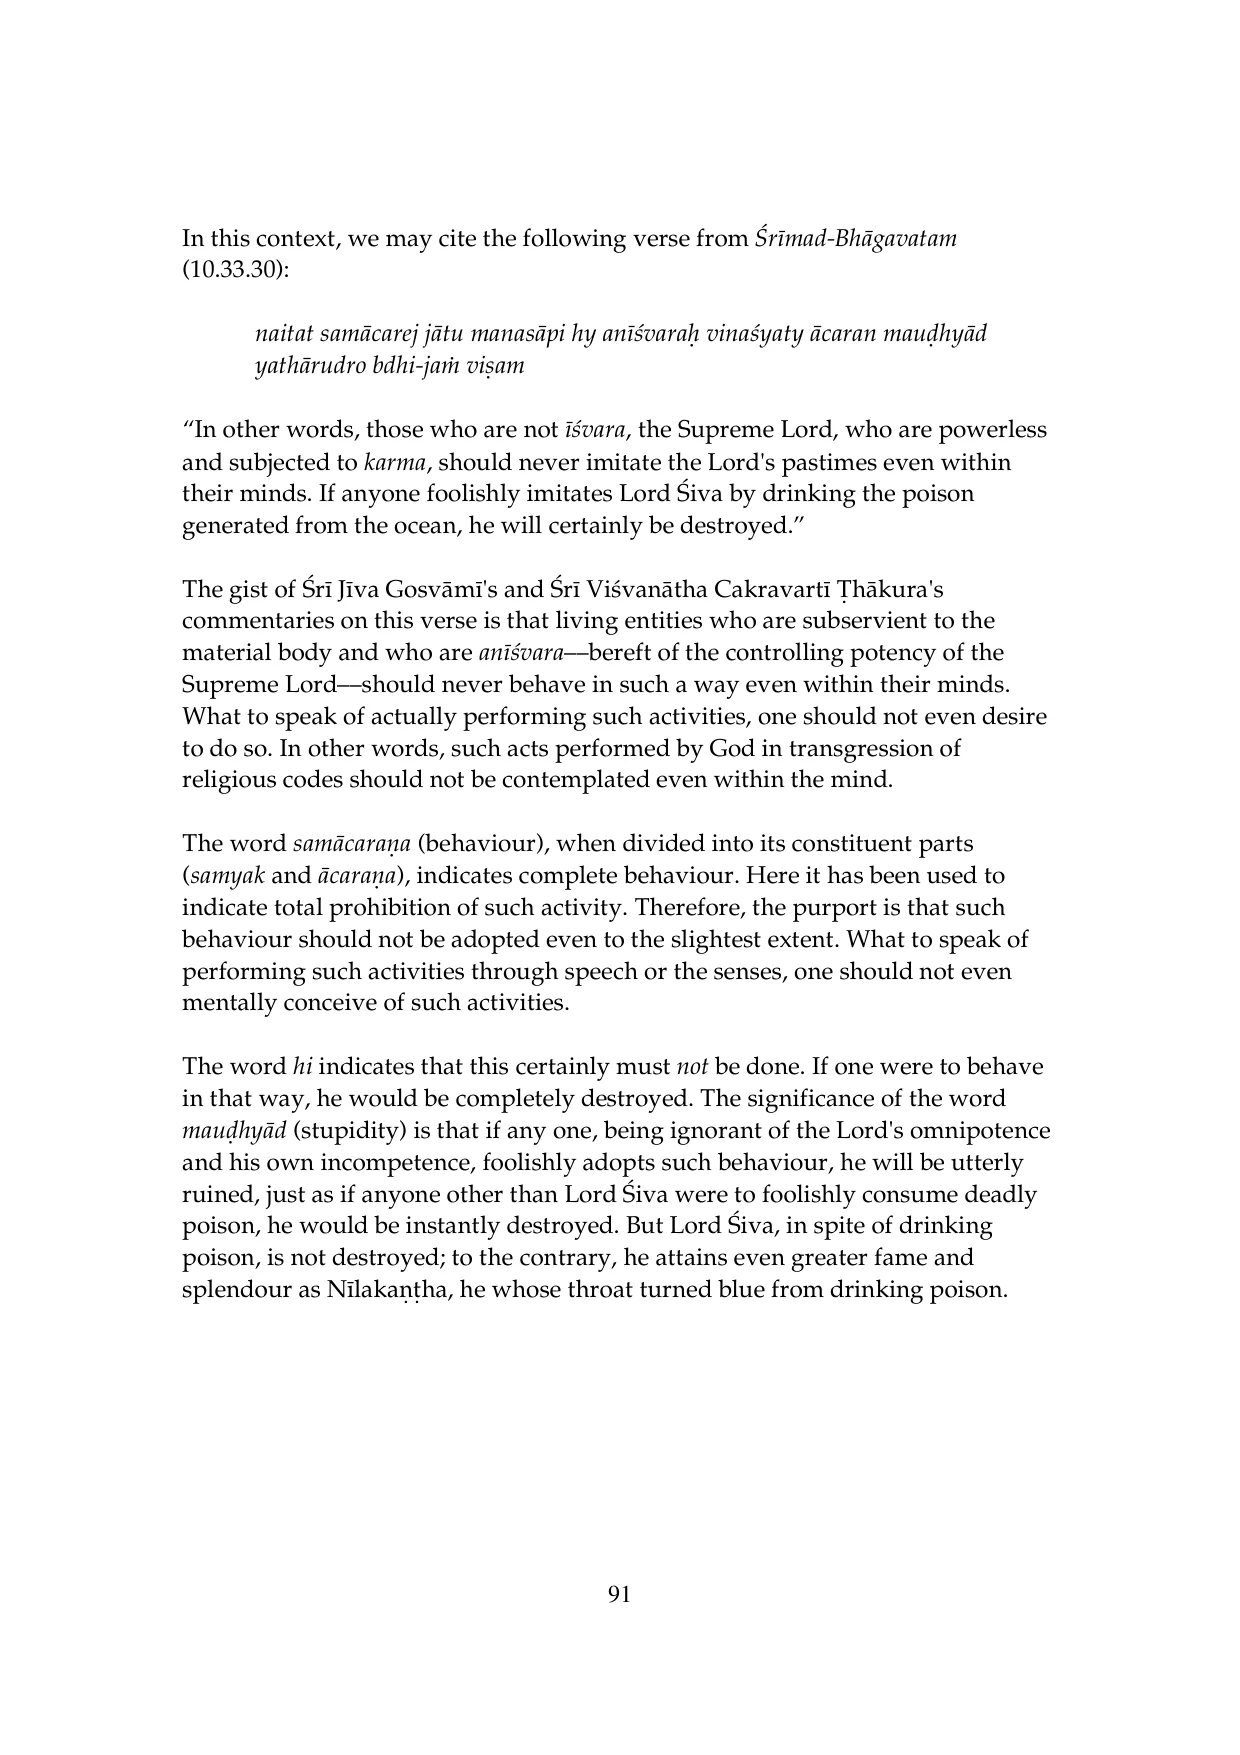 In this context, we may cite the following verse from Śrīmad-Bhāgavatam
(10.33.30):
naitat samācarej jātu manasāpi hy anīśvaraḥ vinaśyaty ācaran mauḍhyād
yathārudro bdhi-jaṁ viṣam
“In other words, those who are not īśvara, the Supreme Lord, who are powerless
and subjected to karma, should never imitate the Lord's pastimes even within
their minds. If anyone foolishly imitates Lord Śiva by drinking the poison
generated from the ocean, he will certainly be destroyed.”
The gist of Śrī Jīva Gosvāmī's and Śrī Viśvanātha Cakravartī Ṭhākura's
commentaries on this verse is that living entities who are subservient to the
material body and who are anīśvara—bereft of the controlling potency of the
Supreme Lord—should never behave in such a way even within their minds.
What to speak of actually performing such activities, one should not even desire
to do so. In other words, such acts performed by God in transgression of
religious codes should not be contemplated even within the mind.
The word samācaraṇa (behaviour), when divided into its constituent parts
(samyak and ācaraṇa), indicates complete behaviour. Here it has been used to
indicate total prohibition of such activity. Therefore, the purport is that such
behaviour should not be adopted even to the slightest extent. What to speak of
performing such activities through speech or the senses, one should not even
mentally conceive of such activities.
The word hi indicates that this certainly must not be done. If one were to behave
in that way, he would be completely destroyed. The significance of the word
mauḍhyād (stupidity) is that if any one, being ignorant of the Lord's omnipotence
and his own incompetence, foolishly adopts such behaviour, he will be utterly
ruined, just as if anyone other than Lord Śiva were to foolishly consume deadly
poison, he would be instantly destroyed. But Lord Śiva, in spite of drinking
poison, is not destroyed; to the contrary, he attains even greater fame and
splendour as Nīlakaṇṭha, he whose throat turned blue from drinking poison.
91